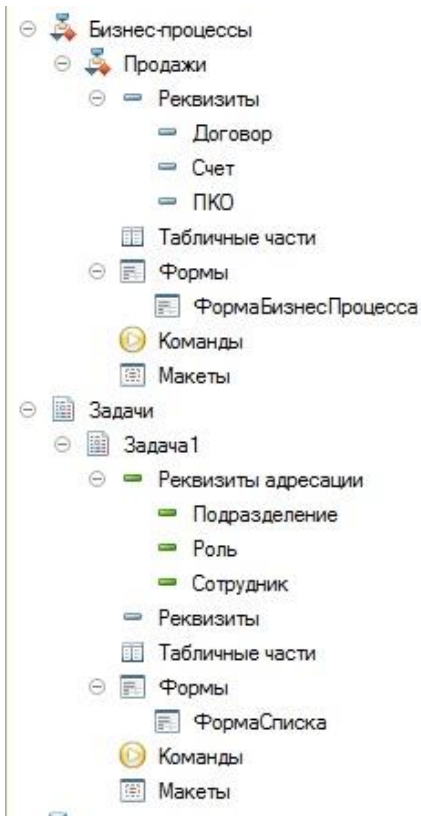 Бизнес-процессы
Продажи
Реквизиты
Договор
Счет
ПКО
Табличные части
Формы
ФормаБизнесПроцесса
Команды
Макеты
Задачи
Задача1
Реквизиты адресации
Подразделение
Роль
Сотрудник
Реквизиты
Табличные части
Формы
ФормаСписка
Команды
Макеты